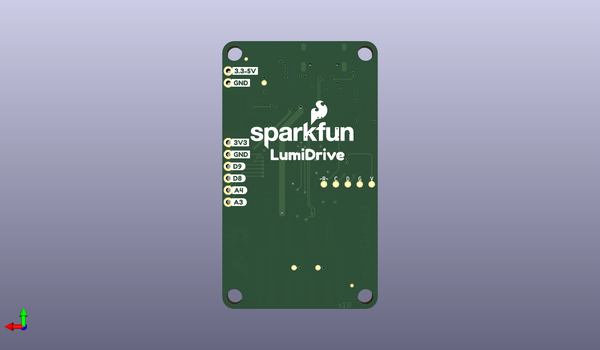 3.3-5V
GND
sparkfun
LumiDrive
3V3
GND
D9
D8
A4
A3